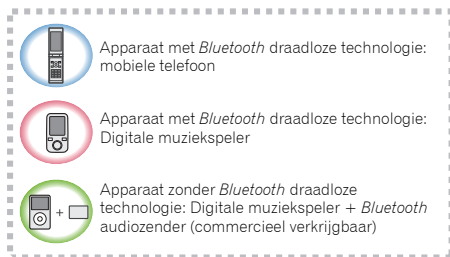 Apparaat met Bluetooth draadloze technologie:
mobiele telefoon
Apparaat met Bluetooth draadloze technologie:
Digitale muziekspeler
+
Apparaat zonder Bluetooth draadloze
technologie: Digitale muziekspeler + Bluetooth
audiozender (commercieel verkrijgbaar)